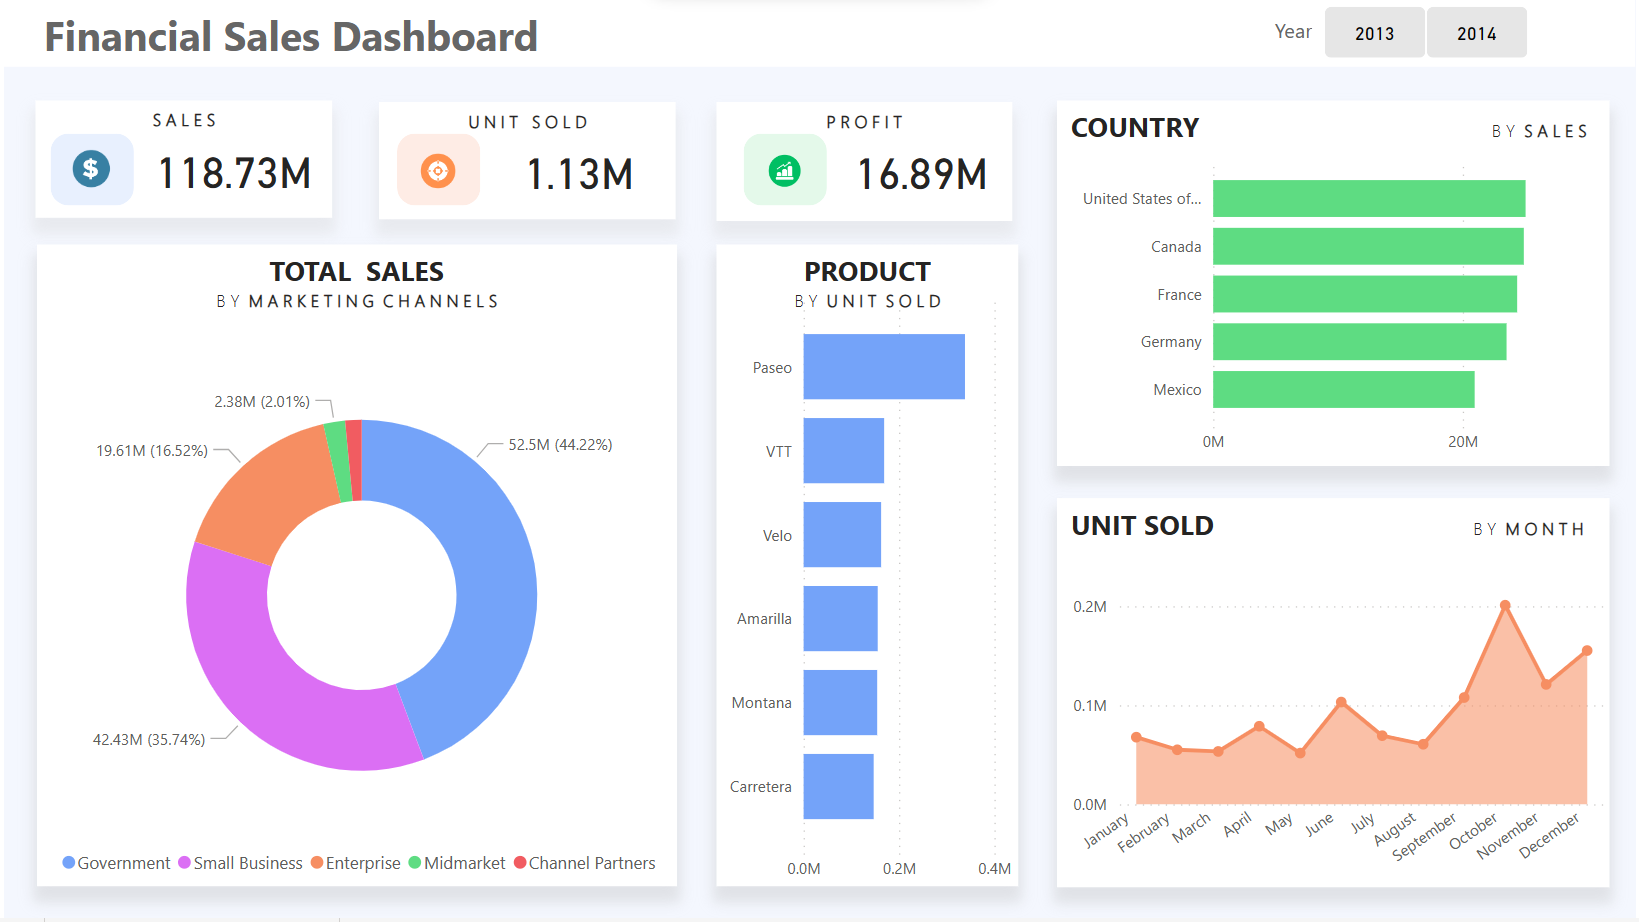 Financial Sales Dashboard
Year
2013
2014
SALES
118.73M
UNIT SOLD
1.13M
PROFIT
16.89M
COUNTRY
BY SALES
United States of...
Canada
France
Germany
Mexico
0M
20M
TOTAL SALES
BY MARKETING CHANNELS
2.38M (2.01%)
19.61M (16.52%)
52.5M (44.22%)
42.43M (35.74%)
Government
Small Business
Enterprise
Midmarket
Channel Partners
PRODUCT
BY UNIT SOLD
Paseo
VTT
Velo
Amarilla
Montana
Carretera
0.0M
0.2M
0.4M
UNIT SOLD
BY MONTH
0.2M
0.1M
0.0M
January
February
March
April
May
June
July
August
September
October
November
December